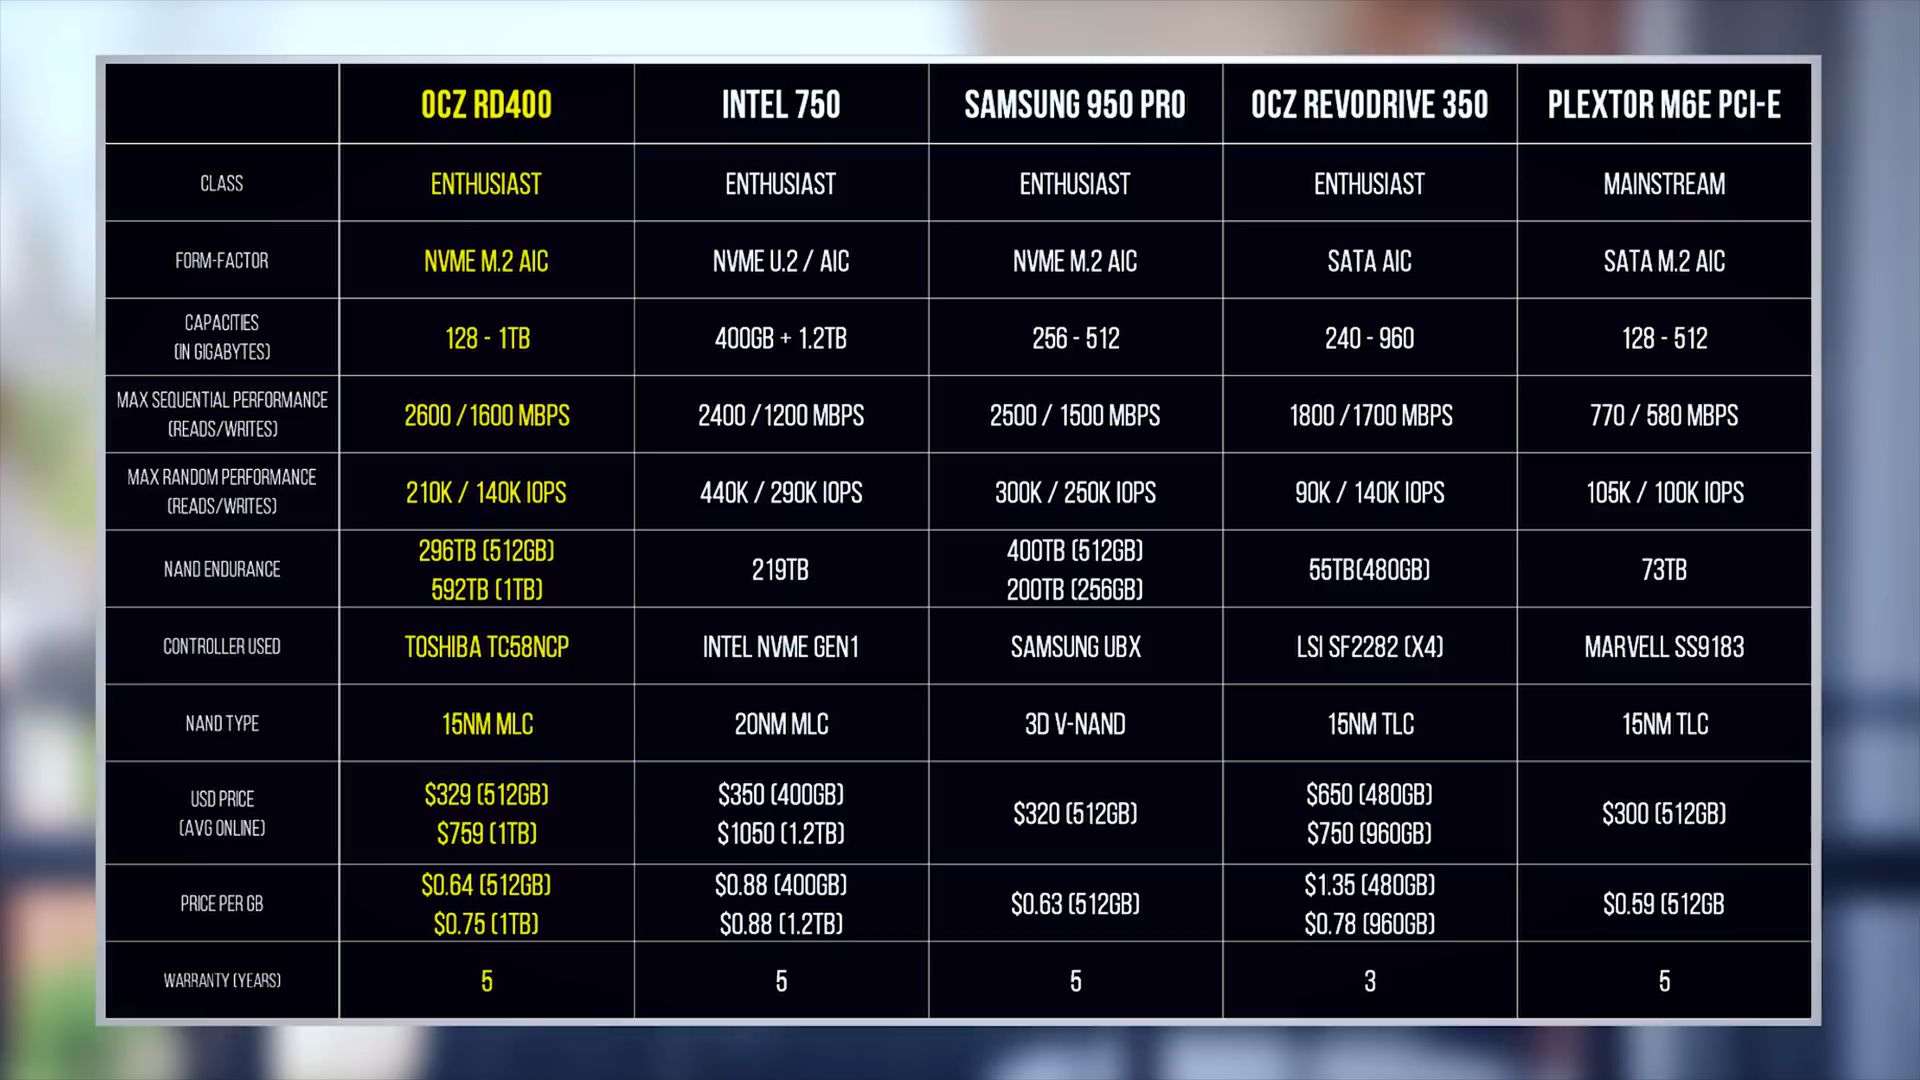 OCZ RD400 INTEL 750 SAMSUNG 950 PRO OCZ REVODRIVE 350 PLEXTOR M6E PCI-E
CLASS ENTHUSIAST ENTHUSIAST ENTHUSIAST ENTHUSIAST MAINSTREAM
FORM-FACTOR NVME M.2 AIC NVME U.2 / AIC NVME M.2 AIC SATA AIC SATA M.2 AIC
CAPACITIES
(IN GIGABYTES) 128 - 1TB 400GB + 1.2TB 256 - 512 240 - 960 128 - 512
MAX SEQUENTIAL PERFORMANCE
(READS/WRITES) 2600 /1600 MBPS 2400 /1200 MBPS 2500 / 1500 MBPS 1800 /1700 MBPS 770 / 580 MBPS
MAX RANDOM PERFORMANCE
(READS/WRITES) 210K / 140K IOPS 440K / 290K IOPS 300K / 250K IOPS 90K / 140K IOPS 105K / 100K IOPS
NAND ENDURANCE 296TB (512GB) 219TB 400TB (512GB) 55TB(480GB) 73TB
592TB (1TB) 200TB (256GB)
CONTROLLER USED TOSHIBA TC58NCP INTEL NVME GEN1 SAMSUNG UBX LSI SF2282 (X4) MARVELL SS9183
NAND TYPE 15NM MLC 20NM MLC 3D V-NAND 15NM TLC 15NM TLC
USD PRICE $329 (512GB) $350 (400GB) $320 (512GB) $650 (480GB) $300 (512GB)
(AVG ONLINE) $759 (1TB) $1050 (1.2TB) $750 (960GB)
PRICE PER GB $0.64 (512GB) $0.88 (400GB) $0.63 (512GB) $1.35 (480GB) $0.59 (512GB
$0.75 (1TB) $0.88 (1.2TB) $0.78 (960GB)
WARRANTY (YEARS) 5 5 5 3 5